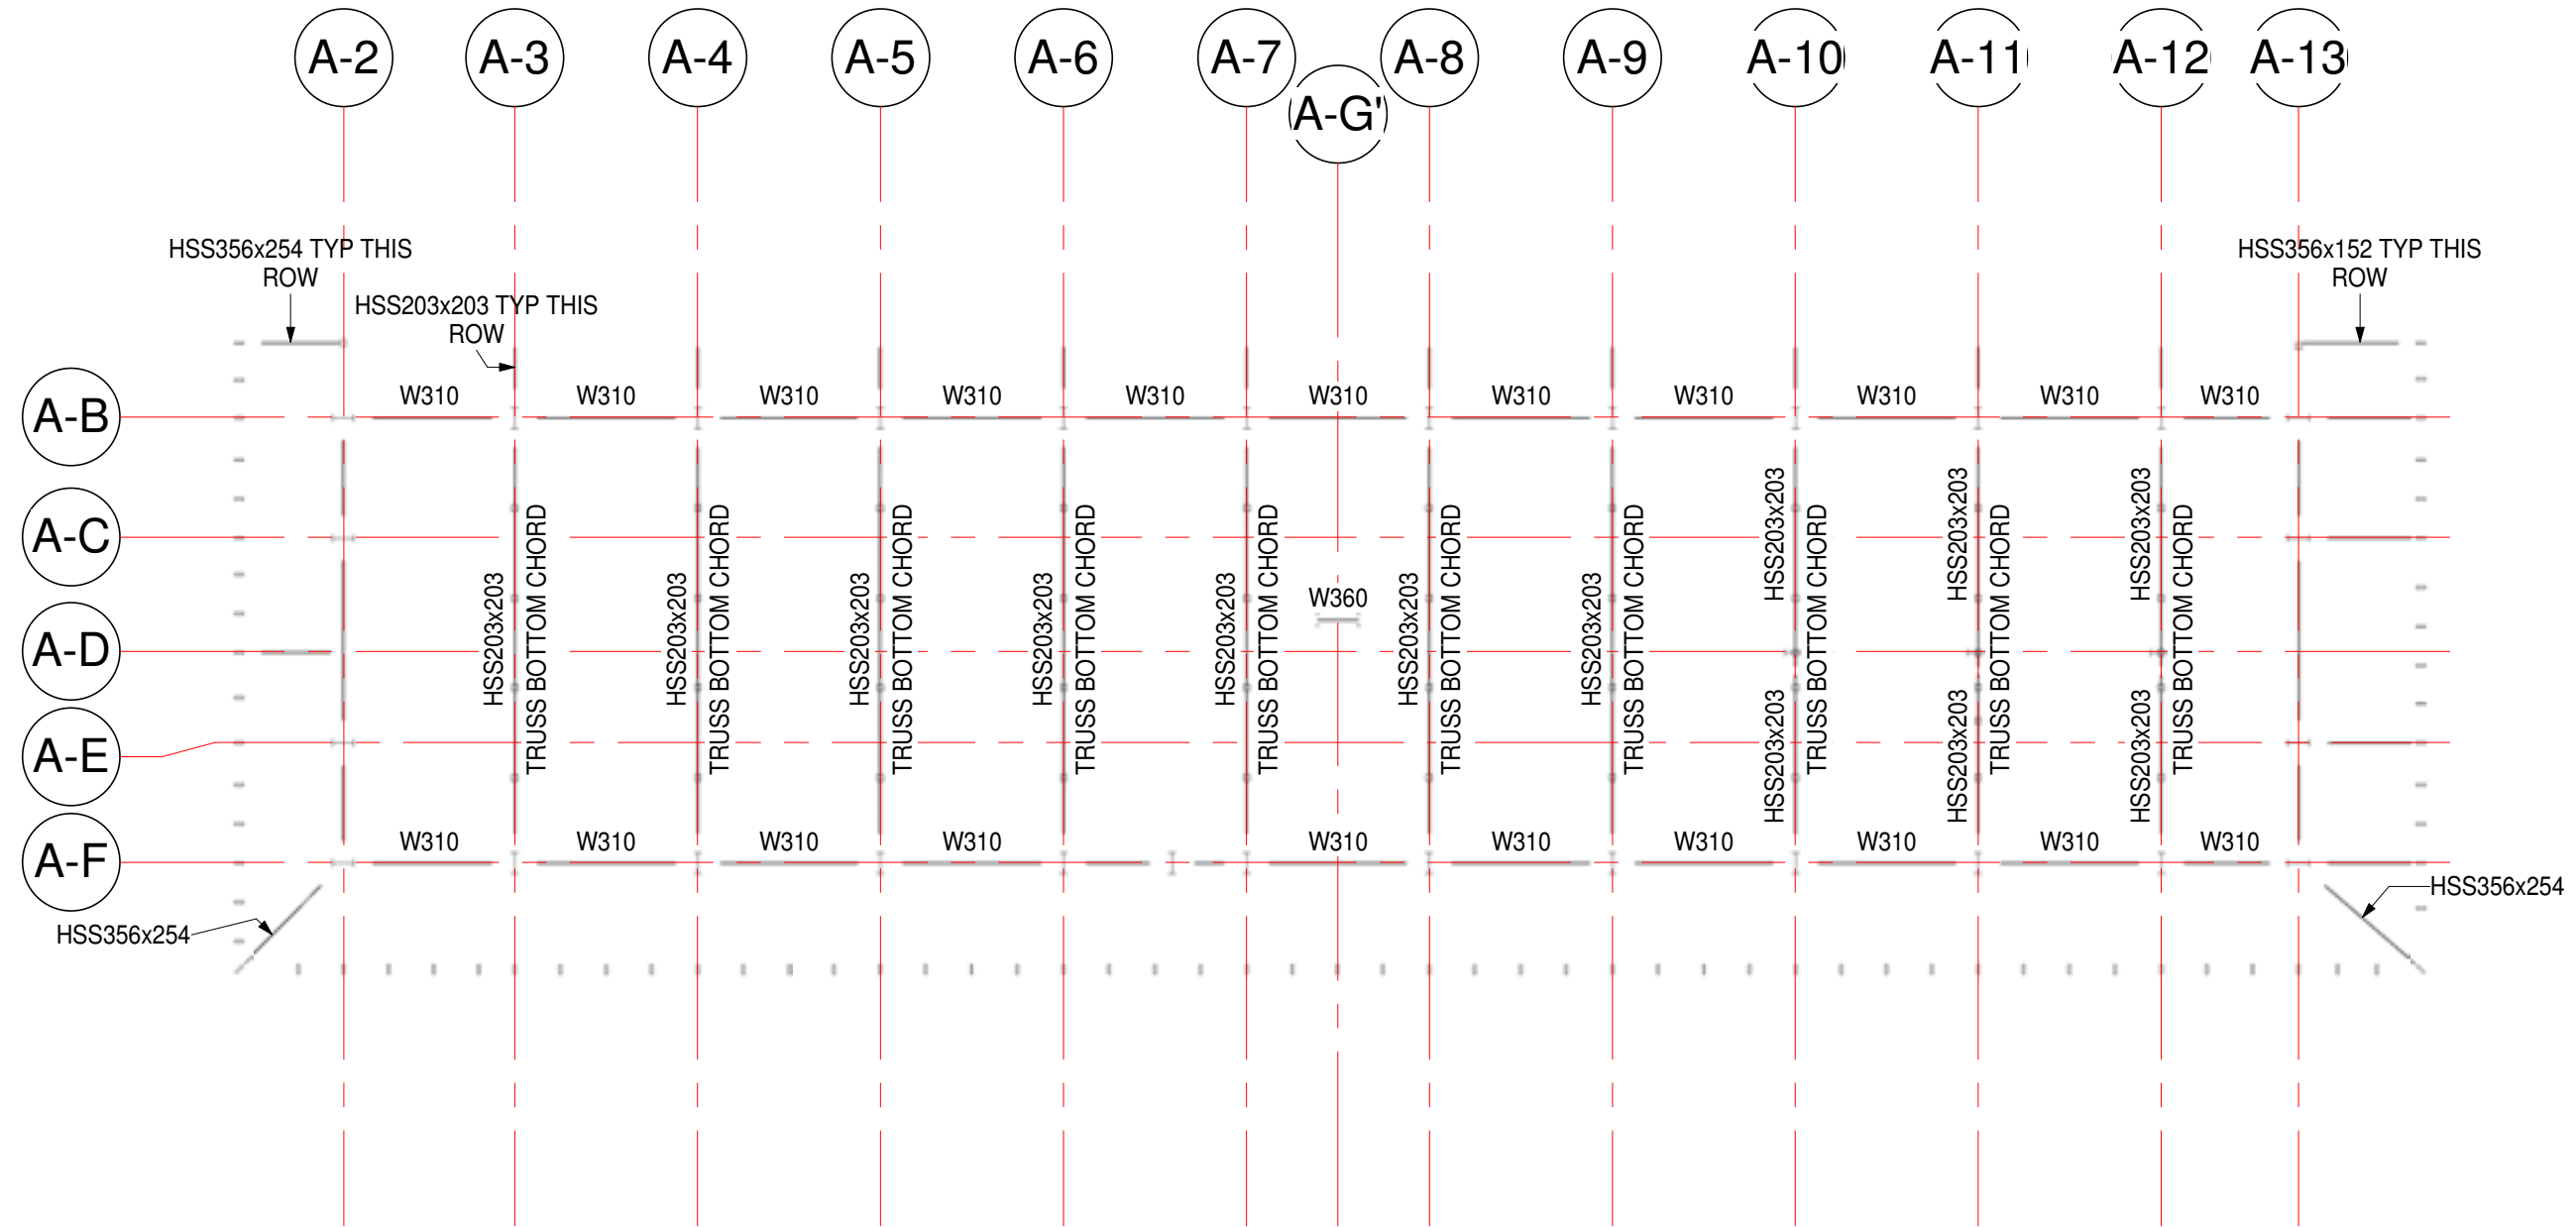 A-2
A-3
A-4
A-5
A-6
A-7
A-G'
A-8
A-9
A-10
A-11
A-12
A-13
HSS356x254 TYP THIS
ROW
HSS203x203 TYP THIS
ROW
HSS356x152 TYP THIS
ROW
A-B
W310
W310
W310
W310
W310
W310
W310
W310
W310
W310
W310
A-C
A-D
A-E
HSS203x203
TRUSS BOTTOM CHORD
HSS203x203
TRUSS BOTTOM CHORD
HSS203x203
TRUSS BOTTOM CHORD
HSS203x203
TRUSS BOTTOM CHORD
HSS203x203
TRUSS BOTTOM CHORD
W360
HSS203x203
TRUSS BOTTOM CHORD
HSS203x203
TRUSS BOTTOM CHORD
HSS203x203
HSS203x203
TRUSS BOTTOM CHORD
HSS203x203
HSS203x203
TRUSS BOTTOM CHORD
HSS203x203
HSS203x203
TRUSS BOTTOM CHORD
A-F
W310
W310
W310
W310
W310
W310
W310
W310
W310
W310
HSS356x254
HSS356x254